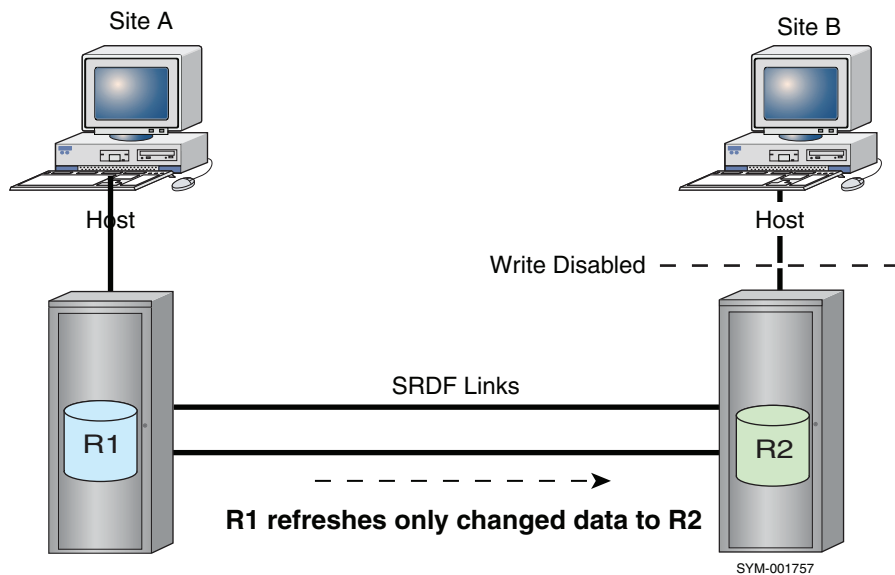 Site A
Site B
Host
Host
Write Disabled
SRDF Links
R1
R2
R1 refreshes only changed data to R2
SYM-001757